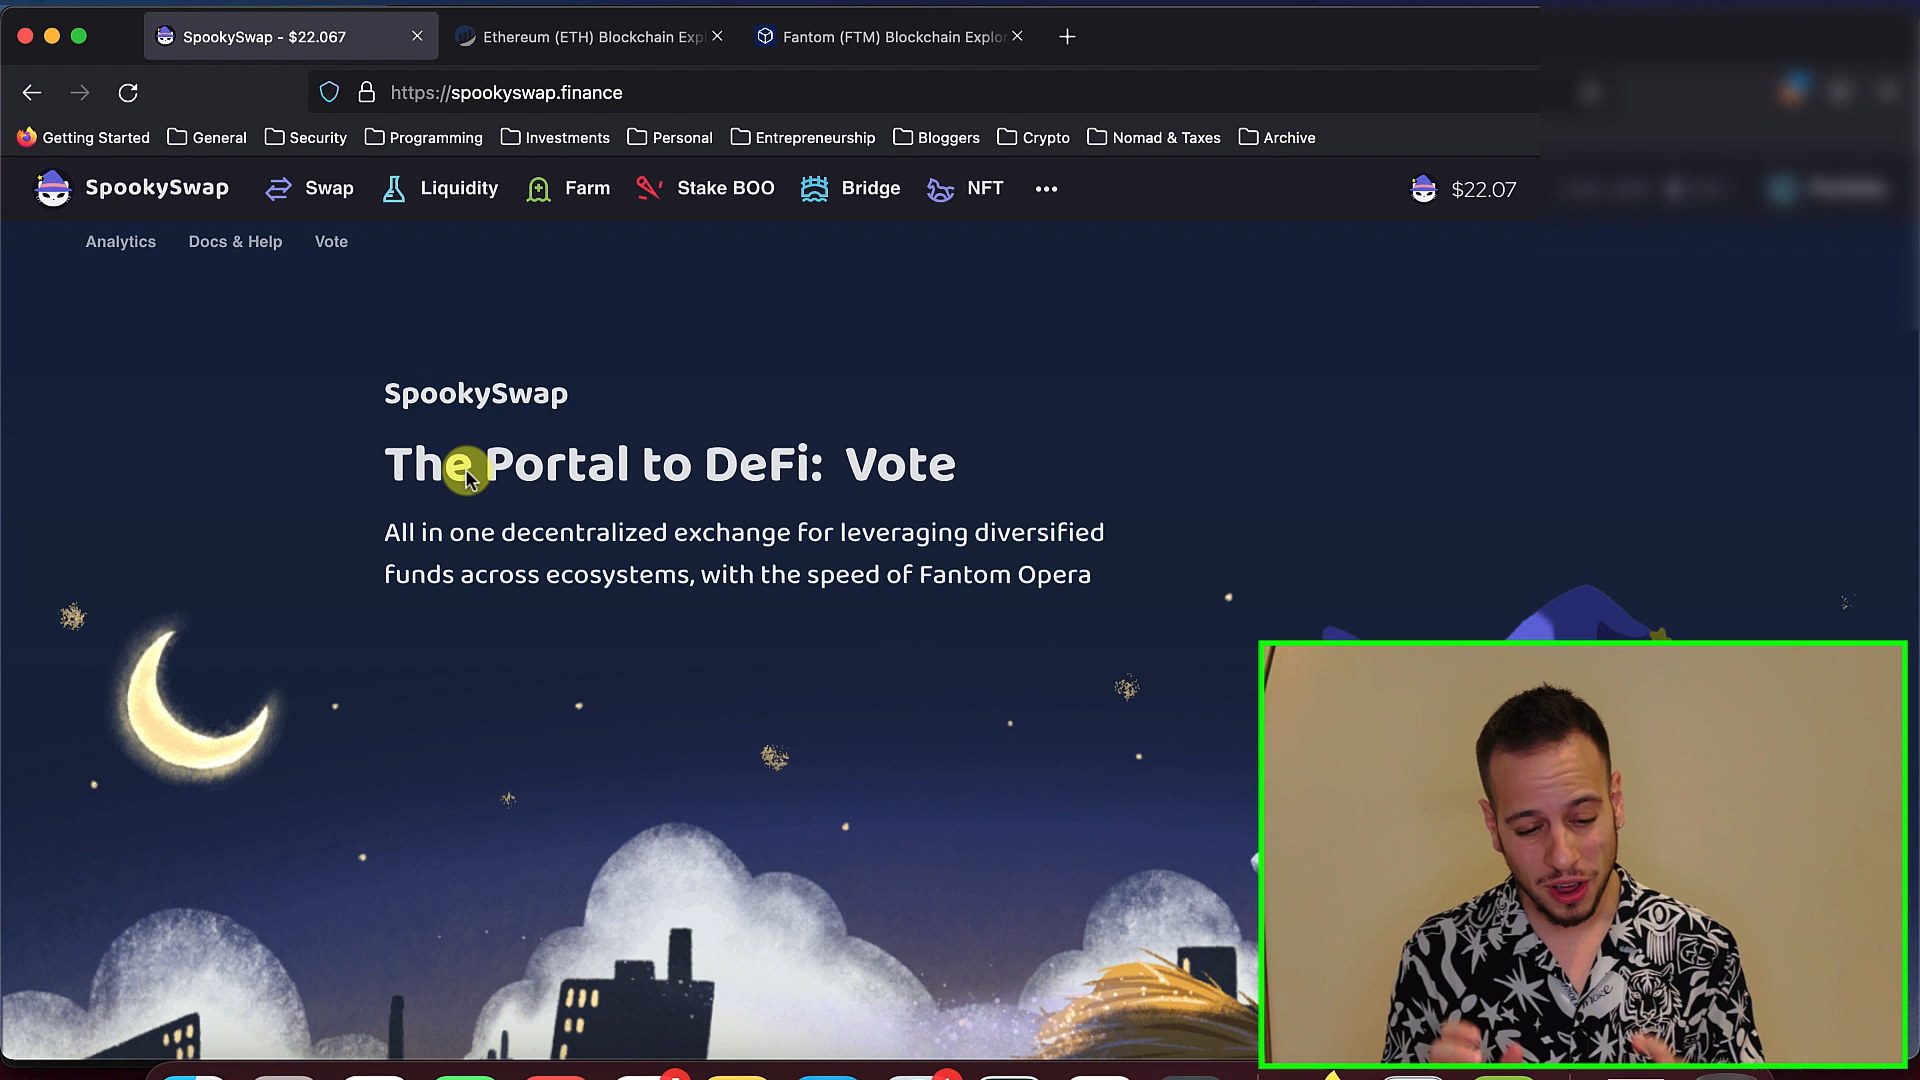 SpookySwap - $22.067
Ethereum (ETH) Blockchain Exp
Fantom (FTM) Blockchain Explo
https://spookyswap.finance
Getting Started General Security Programming Investments Personal Entrepreneurship Bloggers Crypto Nomad & Taxes Archive
SpookySwap Swap Liquidity Farm Stake BOO Bridge NFT $22.07
Analytics Docs & Help Vote
SpookySwap
The Portal to DeFi: Vote
All in one decentralized exchange for leveraging diversified
funds across ecosystems, with the speed of Fantom Opera